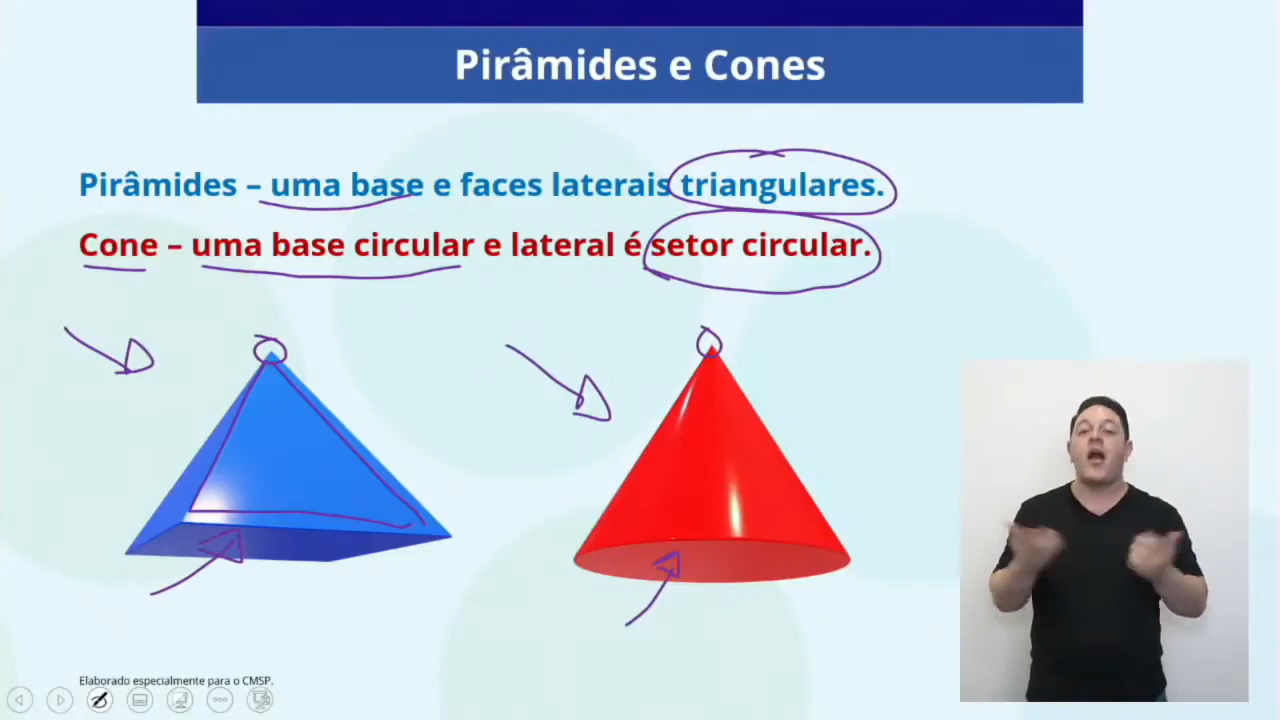 Pirâmides e Cones
Pirâmides – uma base e faces laterais triangulares.
Cone – uma base circular e lateral é setor circular.
Elaborado especialmente para o CMSP.